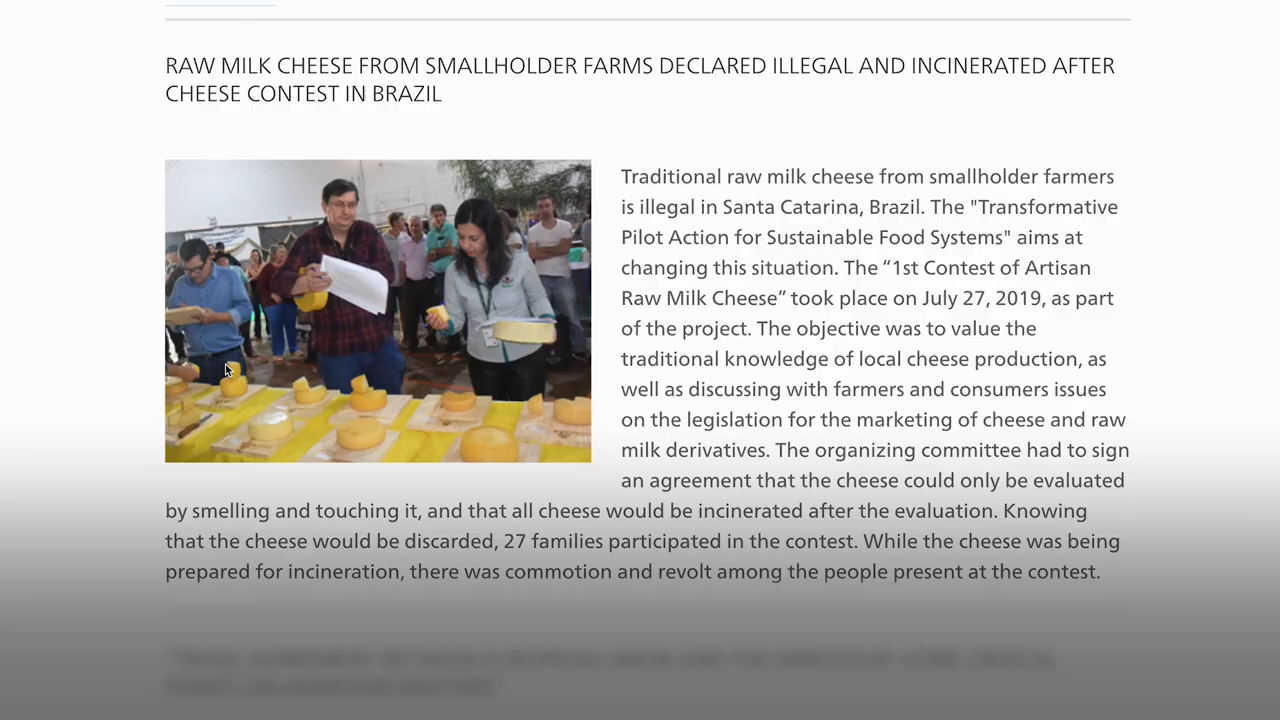 RAW MILK CHEESE FROM SMALLHOLDER FARMS DECLARED ILLEGAL AND INCINERATED AFTER
CHEESE CONTEST IN BRAZIL
Traditional raw milk cheese from smallholder farmers
is illegal in Santa Catarina, Brazil. The "Transformative
Pilot Action for Sustainable Food Systems" aims at
changing this situation. The “1st Contest of Artisan
Raw Milk Cheese” took place on July 27, 2019, as part
of the project. The objective was to value the
traditional knowledge of local cheese production, as
well as discussing with farmers and consumers issues
on the legislation for the marketing of cheese and raw
milk derivatives. The organizing committee had to sign
an agreement that the cheese could only be evaluated
by smelling and touching it, and that all cheese would be incinerated after the evaluation. Knowing
that the cheese would be discarded, 27 families participated in the contest. While the cheese was being
prepared for incineration, there was commotion and revolt among the people present at the contest.